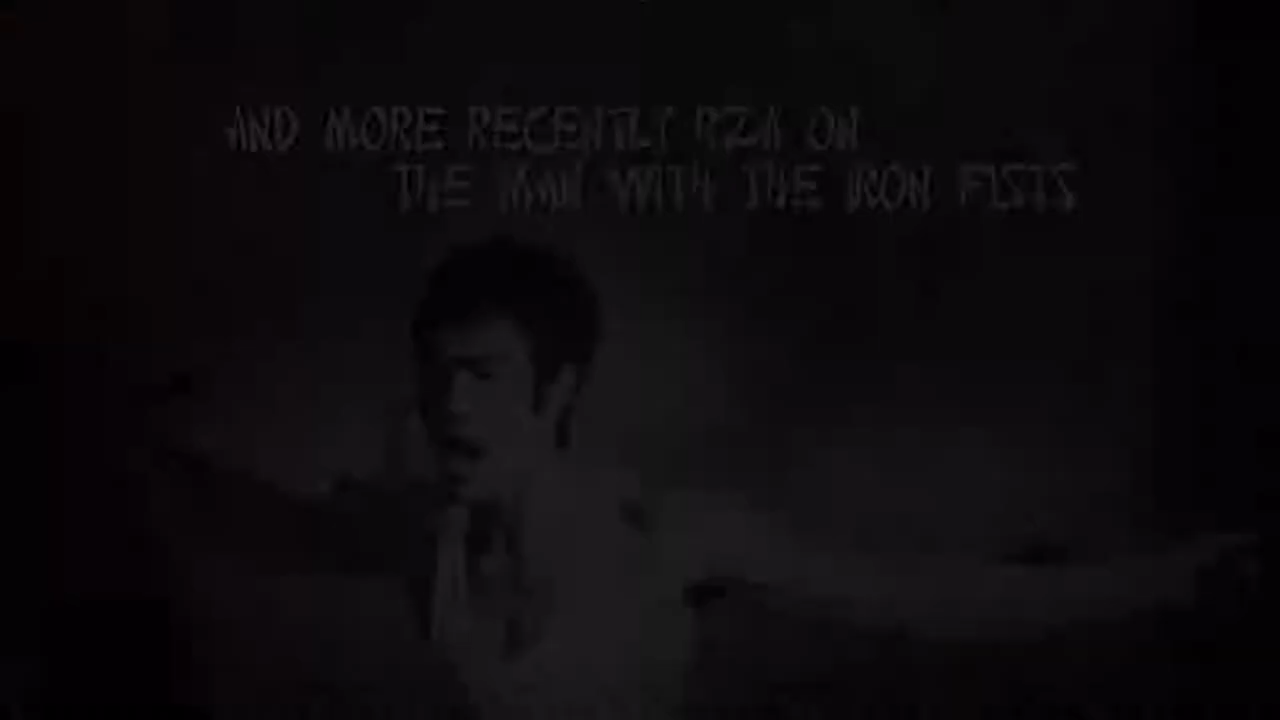 AND MORE RECENTLY RZA ON
THE MAN WITH THE IRON FISTS